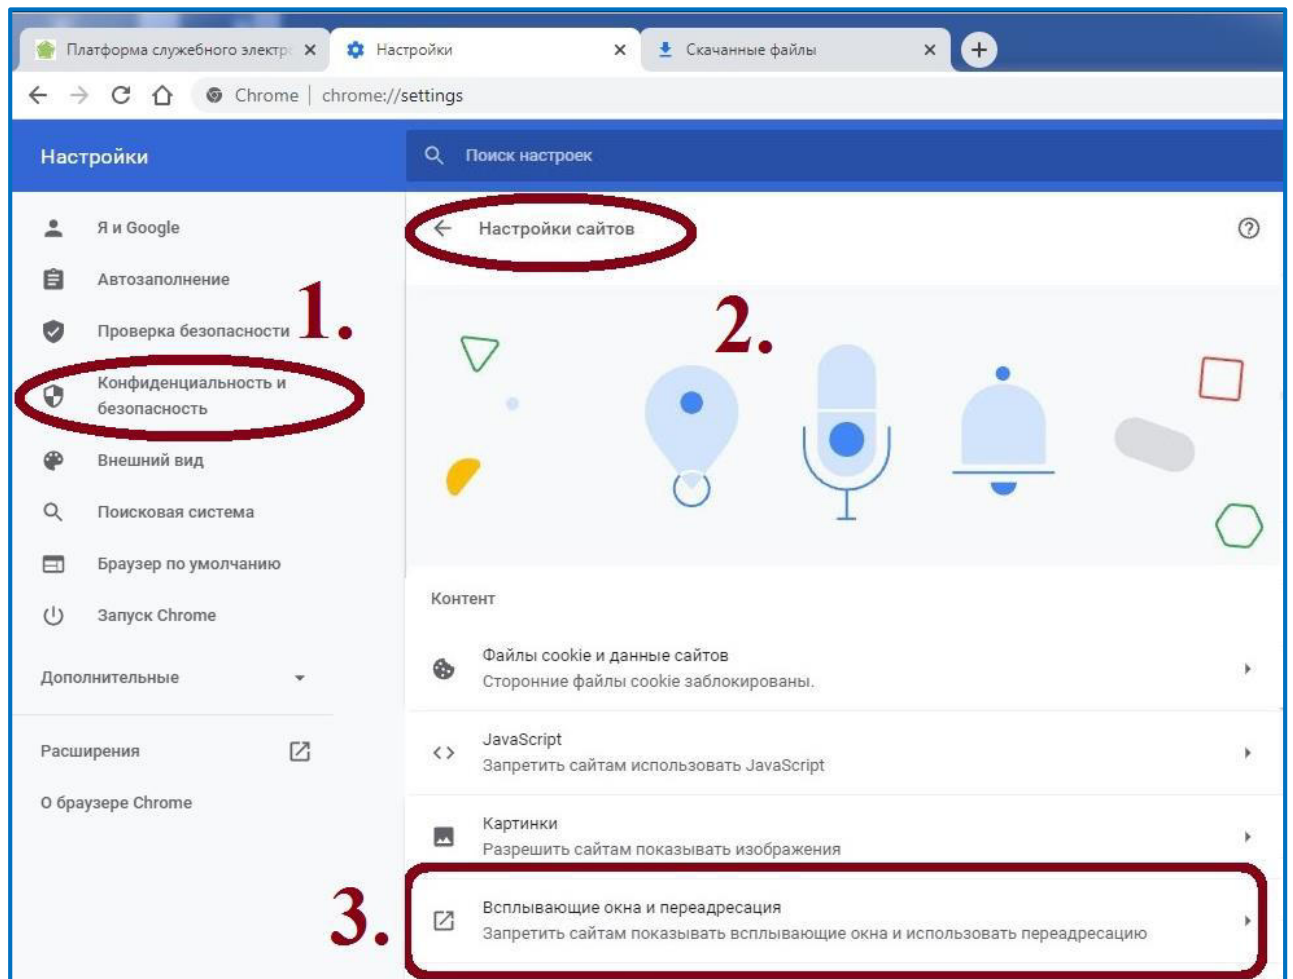 Платформа служебного электр
Настройки
Скачанные файлы
Chrome | chrome://settings
Настройки
Поиск настроек
Я и Google
Настройки сайтов
Автозаполнение
1.
2.
Проверка безопасности
Конфиденциальность и
безопасность
Внешний вид
Поисковая система
Браузер по умолчанию
Запуск Chrome
Дополнительные
Расширения
О браузере Chrome
Контент
Файлы cookie и данные сайтов
Сторонние файлы cookie заблокированы.
JavaScript
Запретить сайтам использовать JavaScript
Картинки
Разрешить сайтам показывать изображения
3.
Всплывающие окна и переадресация
Запретить сайтам показывать всплывающие окна и использовать переадресацию